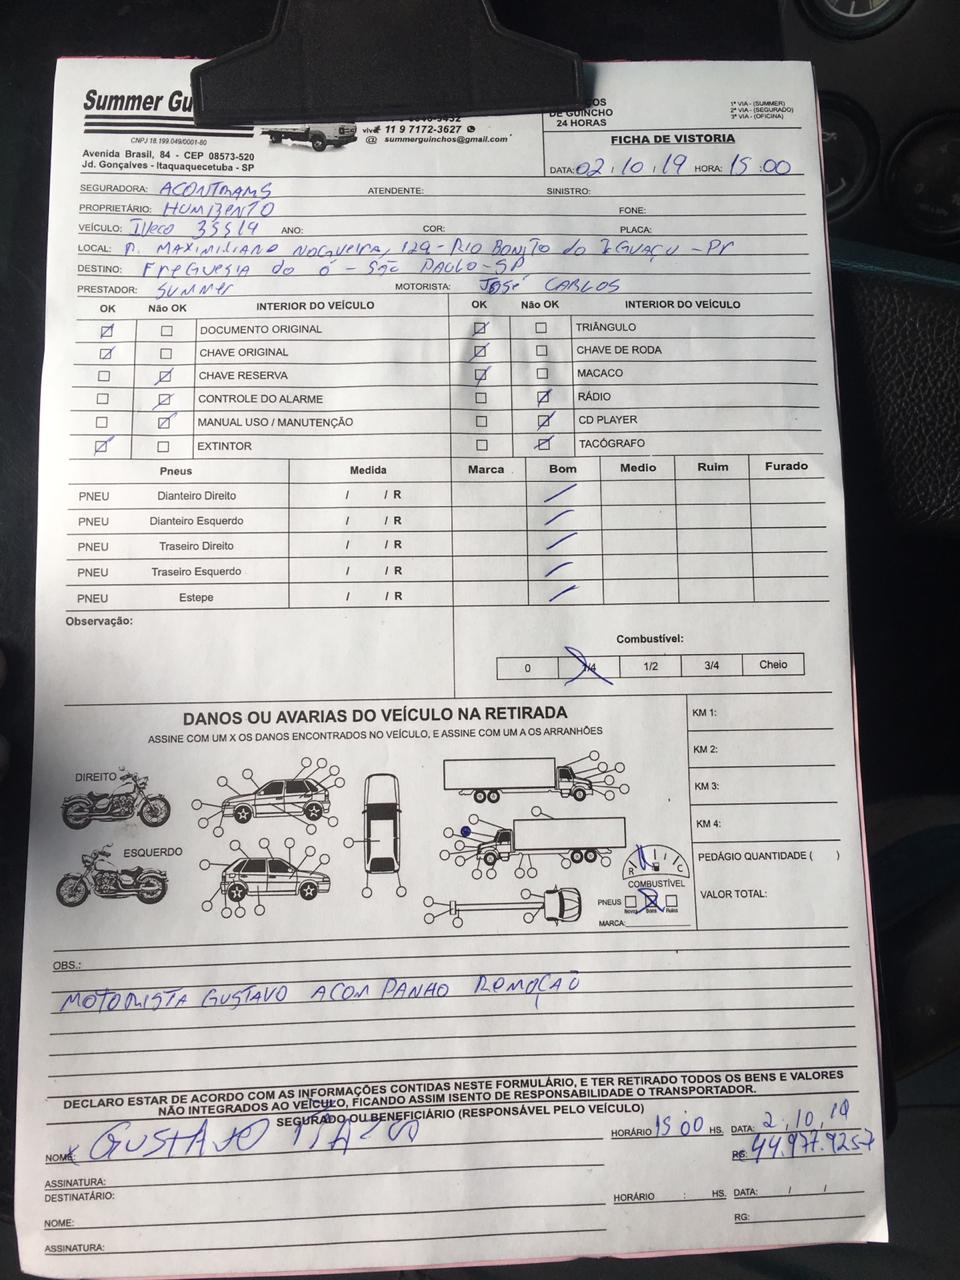 Summer Gu
CNPJ 18.199.049/0001-80
Avenida Brasil, 84 - CEP 08573-520
Jd. Gonçalves - Itaquaquecetuba - SP
11 9 7172-3627
summerguinchos@gmail.com
DE GUINCHO
24 HORAS
1ª VIA - (SUMMER)
2ª VIA - (SEGURADO)
3ª VIA - (OFICINA)
FICHA DE VISTORIA
DATA: 02 / 10 / 19 HORA: 15 : 00
SEGURADORA: ACONTRAMS ATENDENTE: SINISTRO:
PROPRIETÁRIO: HUMBERTO FONE:
VEÍCULO: Iveco 35S14 ANO: COR: PLACA:
LOCAL: R. MAXIMILIANO NOGUEIRA, 129 - RIO BONITO do IGUAÇU - PR
DESTINO: FREGUESIA do Ó - SÃO PAULO - SP
PRESTADOR: SUMMER MOTORISTA: JOSÉ CARLOS
OK Não OK INTERIOR DO VEÍCULO OK Não OK INTERIOR DO VEÍCULO
DOCUMENTO ORIGINAL TRIÂNGULO
CHAVE ORIGINAL CHAVE DE RODA
CHAVE RESERVA MACACO
CONTROLE DO ALARME RÁDIO
MANUAL USO / MANUTENÇÃO CD PLAYER
EXTINTOR TACÓGRAFO
Pneus Medida Marca Bom Medio Ruim Furado
PNEU Dianteiro Direito / / R
PNEU Dianteiro Esquerdo / / R
PNEU Traseiro Direito / / R
PNEU Traseiro Esquerdo / / R
PNEU Estepe / / R
Observação:
Combustível:
0 1/4 1/2 3/4 Cheio
DANOS OU AVARIAS DO VEÍCULO NA RETIRADA
ASSINE COM UM X OS DANOS ENCONTRADOS NO VEÍCULO, E ASSINE COM UM A OS ARRANHÕES
KM 1:
KM 2:
KM 3:
KM 4:
PEDÁGIO QUANTIDADE ( )
VALOR TOTAL:
DIREITO
ESQUERDO
R C
COMBUSTÍVEL
PNEUS
Novos Bons Ruins
MARCA:
OBS.:
MOTORISTA GUSTAVO ACOMPANHO REMOÇÃO
DECLARO ESTAR DE ACORDO COM AS INFORMAÇÕES CONTIDAS NESTE FORMULÁRIO, E TER RETIRADO TODOS OS BENS E VALORES
NÃO INTEGRADOS AO VEÍCULO, FICANDO ASSIM ISENTO DE RESPONSABILIDADE O TRANSPORTADOR.
SEGURADO OU BENEFICIÁRIO (RESPONSÁVEL PELO VEÍCULO)
NOME: GUSTAVO HORÁRIO 15 00 HS. DATA: 2, 10, 19
RG: 44.977.9257
ASSINATURA:
DESTINATÁRIO: HORÁRIO : HS. DATA: / /
NOME: RG:
ASSINATURA: